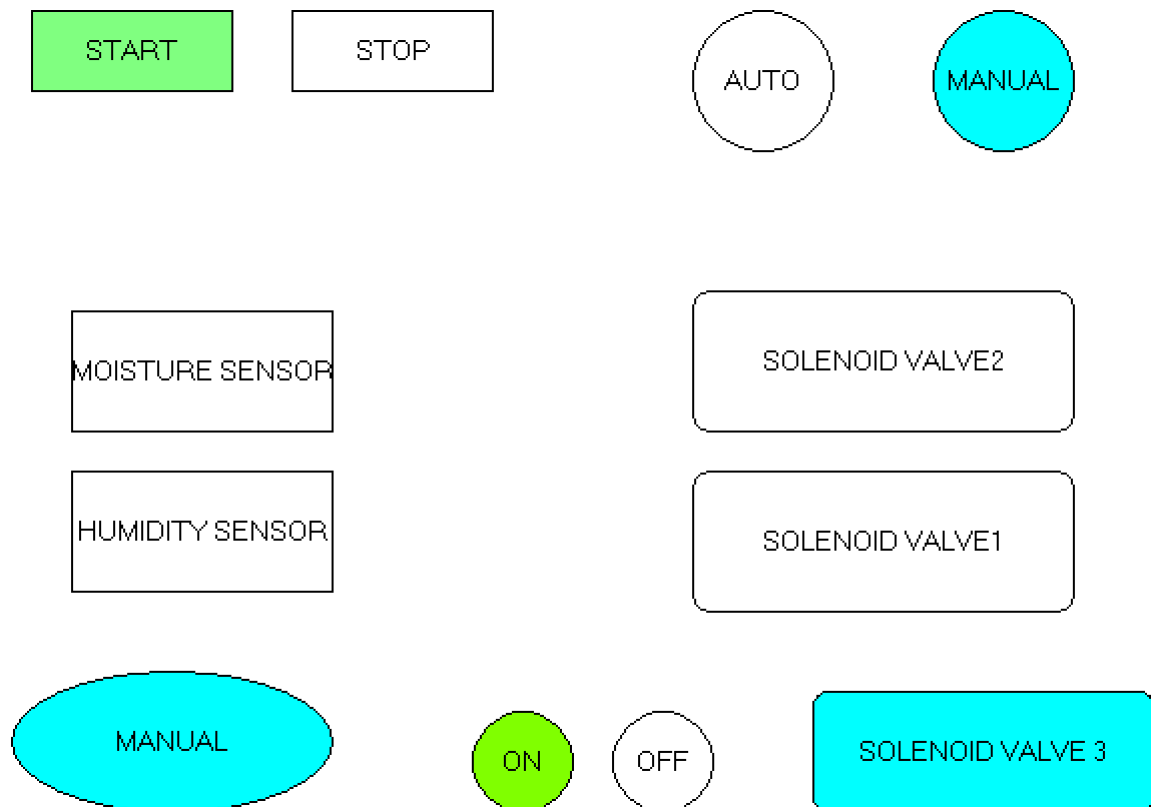 START
STOP
AUTO
MANUAL
MOISTURE SENSOR
SOLENOID VALVE2
HUMIDITY SENSOR
SOLENOID VALVE1
MANUAL
ON
OFF
SOLENOID VALVE 3